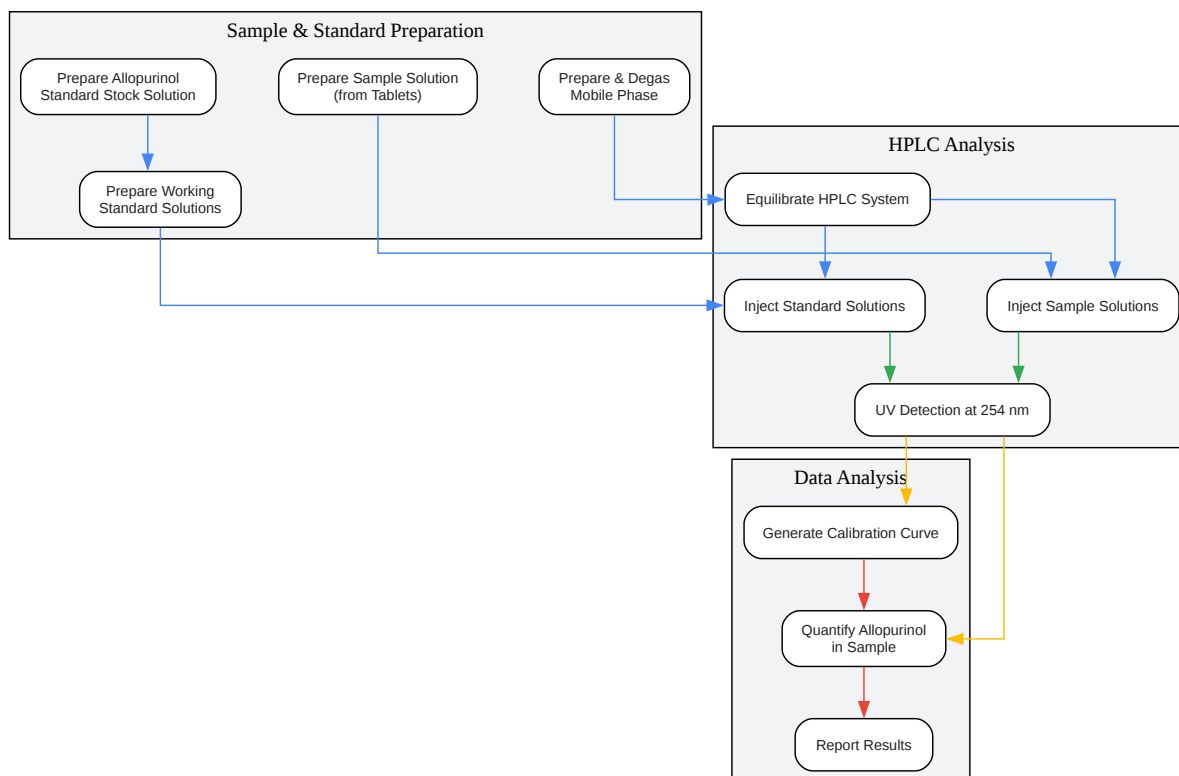 Sample & Standard Preparation
Prepare Allopurinol
Standard Stock Solution
Prepare Sample Solution
(from Tablets)
Prepare & Degas
Mobile Phase
Prepare Working
Standard Solutions
HPLC Analysis
Equilibrate HPLC System
Inject Standard Solutions
Inject Sample Solutions
UV Detection at 254 nm
Data Analysis
Generate Calibration Curve
Quantify Allopurinol
in Sample
Report Results